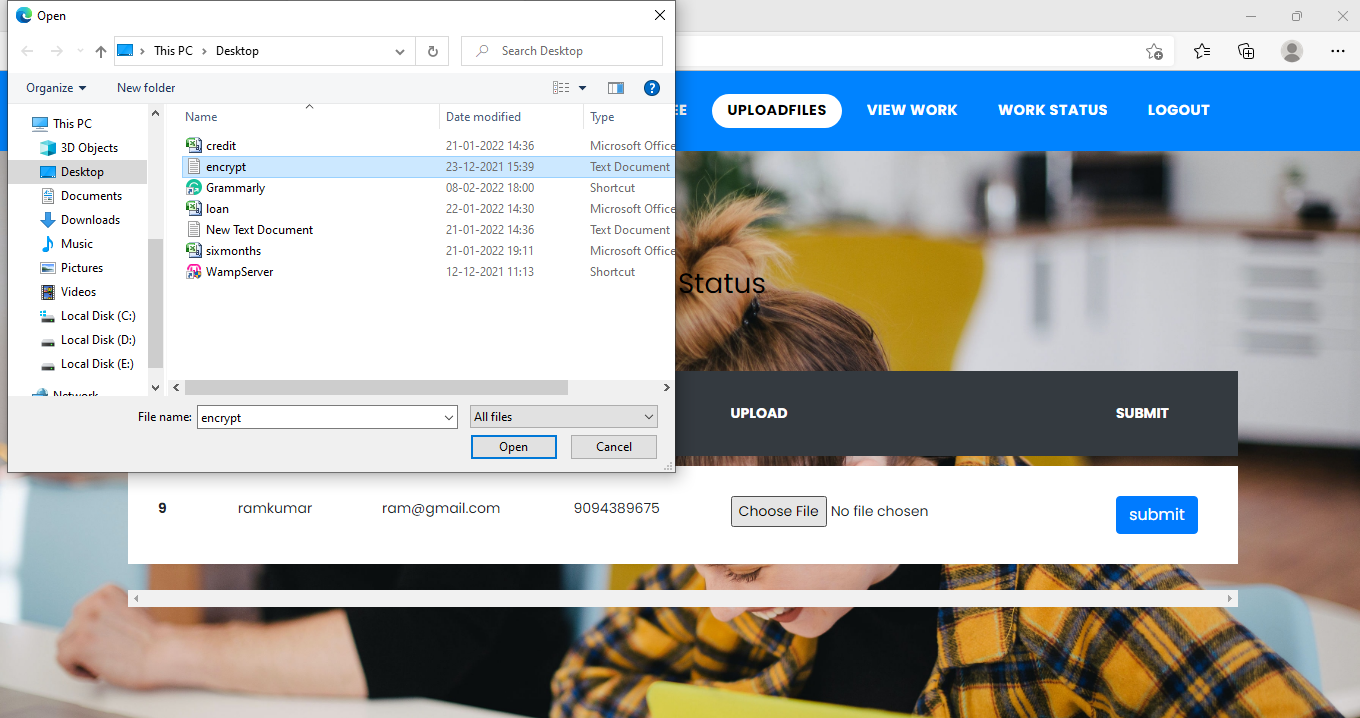 Open
This PC > Desktop
Search Desktop
Organize
New folder
This PC
3D Objects
Desktop
Documents
Downloads
Music
Pictures
Videos
Local Disk (C:)
Local Disk (D:)
Local Disk (E:)
Network
Name Date modified Type
credit 21-01-2022 14:36 Microsoft Office
encrypt 23-12-2021 15:39 Text Document
Grammarly 08-02-2022 18:00 Shortcut
loan 22-01-2022 14:30 Microsoft Office
New Text Document 21-01-2022 14:36 Text Document
sixmonths 21-01-2022 19:11 Microsoft Office
WampServer 12-12-2021 11:13 Shortcut
File name: encrypt All files
Open Cancel
EE UPLOADFILES VIEW WORK WORK STATUS LOGOUT
Status
UPLOAD SUBMIT
9 ramkumar ram@gmail.com 9094389675 Choose File No file chosen submit